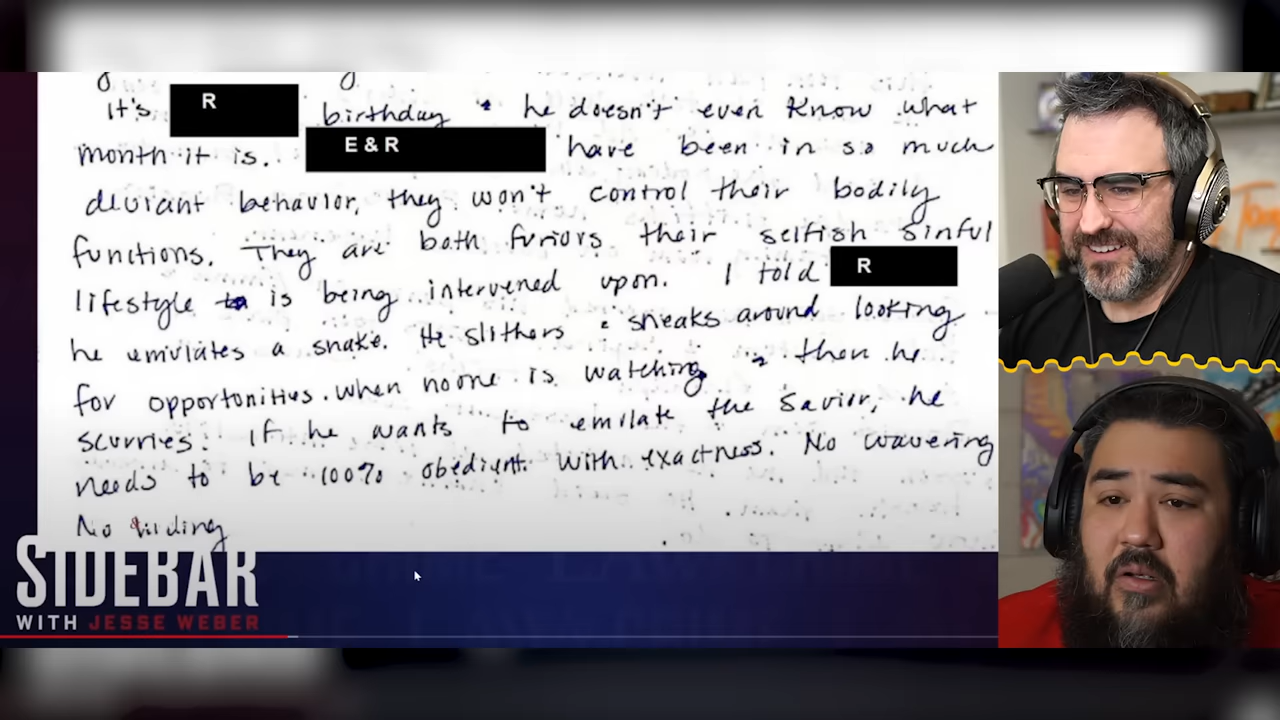 It's R birthday & he doesn't even know what
month it is. E & R have been in so much
deviant behavior, they won't control their bodily
functions. They are both furiors their selfish sinful
lifestyle is being intervened upon. I told R
he emulates a snake. He slithers & sneaks around looking
for opportunities. When noone is watching & then he
scurries. If he wants to emilate the Savior, he
needs to be 100% obedient with exactness. No wavering
No hiding
SIDEBAR
WITH JESSE WEBER